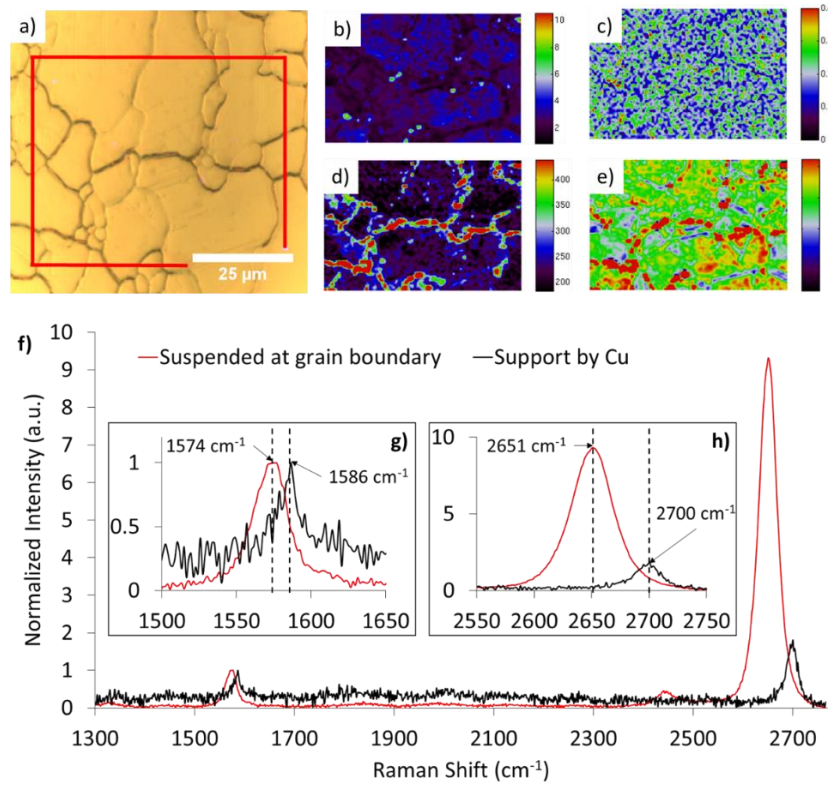 a)
25 μm
b)
10
8
6
4
2
c)
d)
400
350
300
250
200
e)
f)
Suspended at grain boundary
Support by Cu
Normalized Intensity (a.u.)
10
9
8
7
6
5
4
3
2
1
0
1300 1500 1700 1900 2100 2300 2500 2700
Raman Shift (cm⁻¹)
g)
1574 cm⁻¹
1586 cm⁻¹
1
0.5
0
1500 1550 1600 1650
h)
2651 cm⁻¹
2700 cm⁻¹
10
5
0
2550 2600 2650 2700 2750